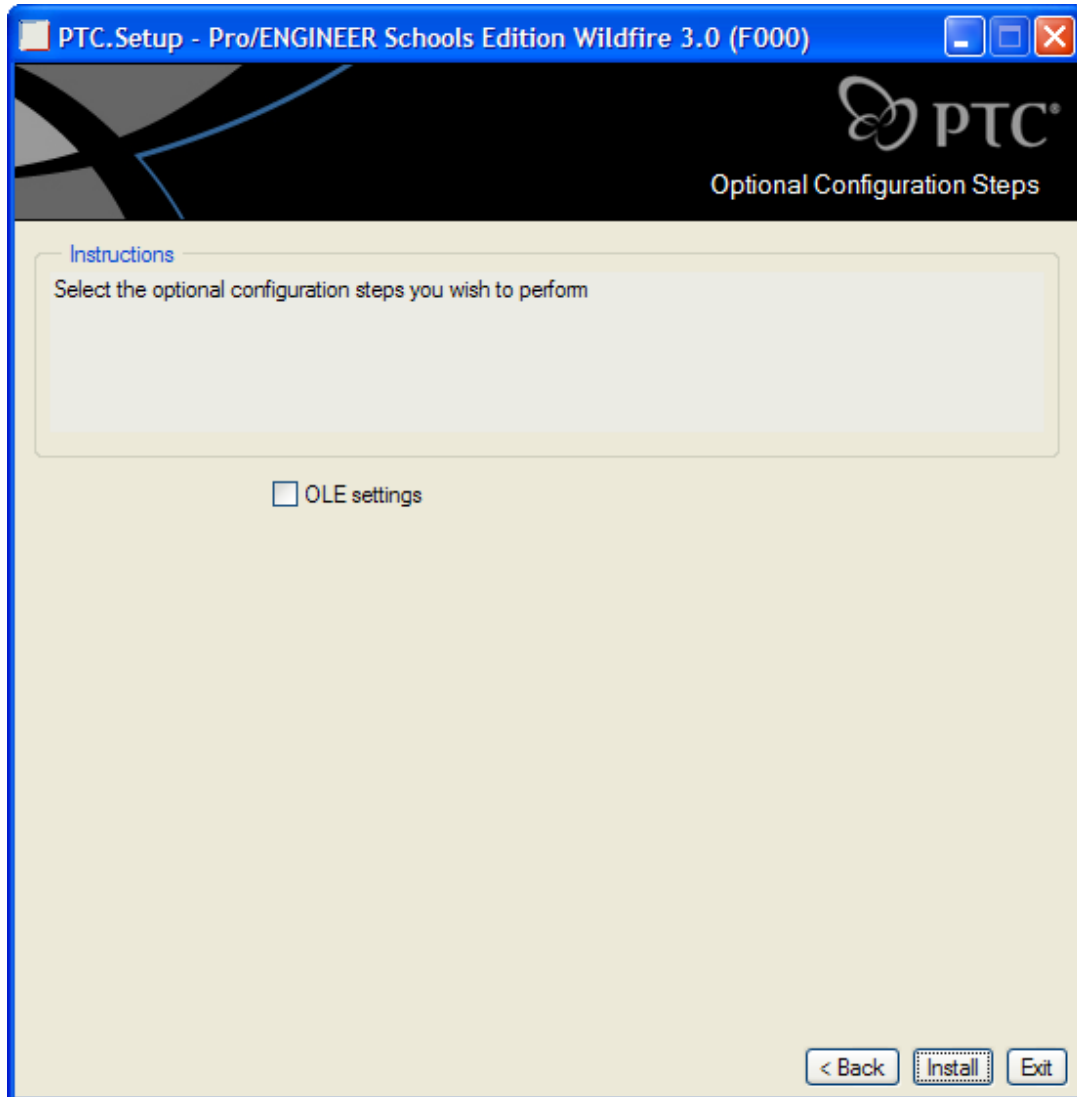 PTC.Setup - Pro/ENGINEER Schools Edition Wildfire 3.0 (F000)
PTC®
Optional Configuration Steps
Instructions
Select the optional configuration steps you wish to perform
OLE settings
< Back Install Exit